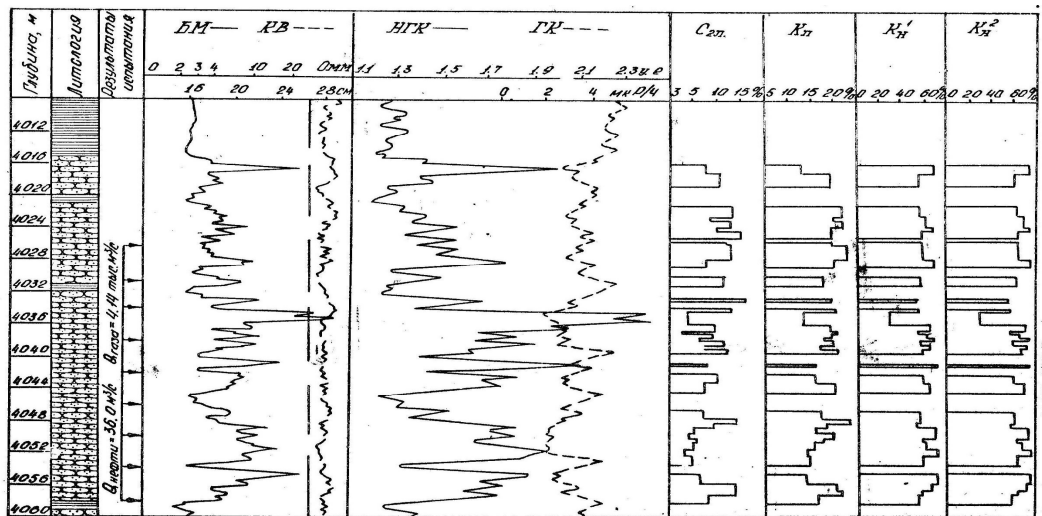 Глубина, м
Литология
Результаты испытания
БМ КВ
НГК ГК
Сгл.
Кп
Кн¹
Кн²
0 2 3 4 10 20 Омм
16 20 24 28 см
1.1 1.3 1.5 1.7 1.9 2.1 2.3 у.е
0 2 4 мкР/ч
3 5 10 15%
5 10 15 20%
0 20 40 60%
0 20 40 60%
4012
4016
4020
4024
4028
4032
4036
4040
4044
4048
4052
4056
4060
Qнефти = 36,0 м³/с
Qгаза = 4,14 тыс. м³/с